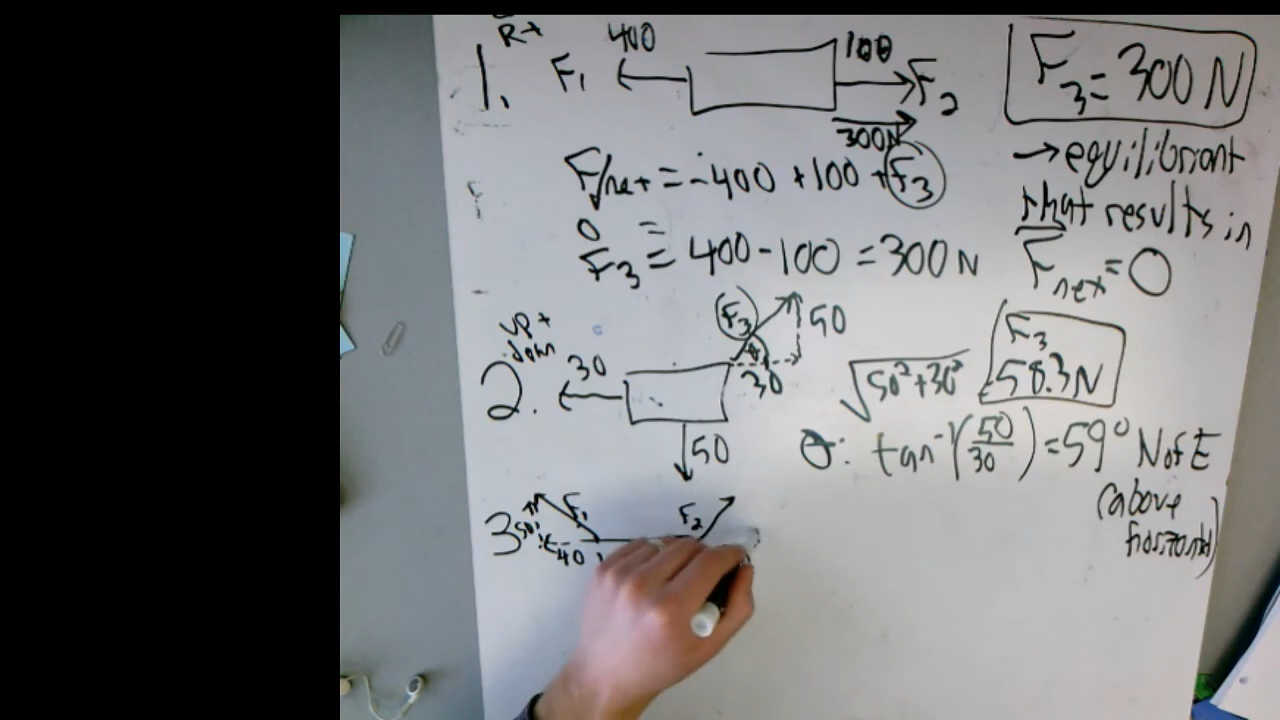 R+
1. F1 400 100 F2
300N
Fnet = -400 + 100 + F3
0 =
F3 = 400 - 100 = 300 N
F3 = 300 N
→ equilibriant
that results in
Fnet = 0
up +
down -
2. 30 F3 θ 50 30
50
√50²+30²
F3
=58.3N
θ: tan⁻¹(50/30) = 59° N of E
(above
horizontal)
3 50 F1 F2
40